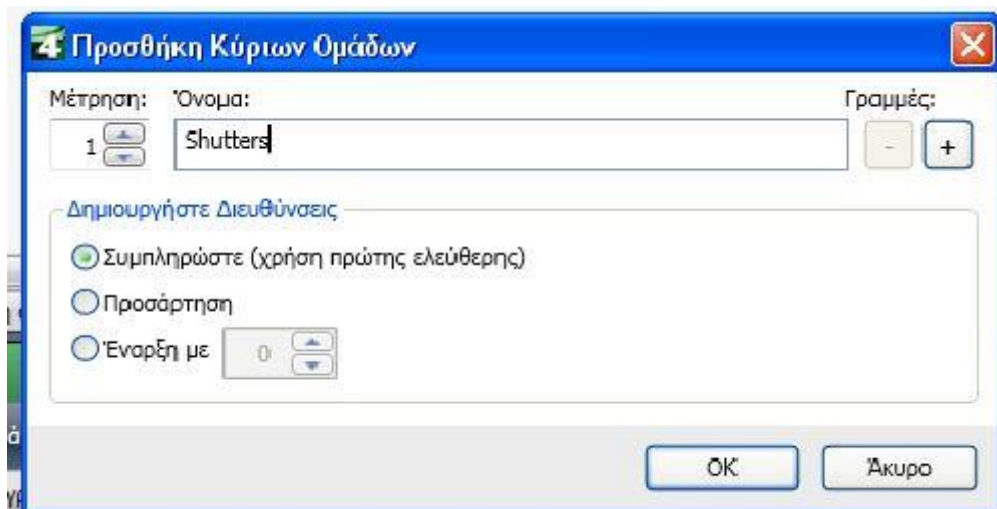 4 Προσθήκη Κύριων Ομάδων
Μέτρηση: Όνομα: Γραμμές:
1 Shutters - +
Δημιουργήστε Διευθύνσεις
Συμπληρώστε (χρήση πρώτης ελεύθερης)
Προσάρτηση
Έναρξη με 0
OK Άκυρο